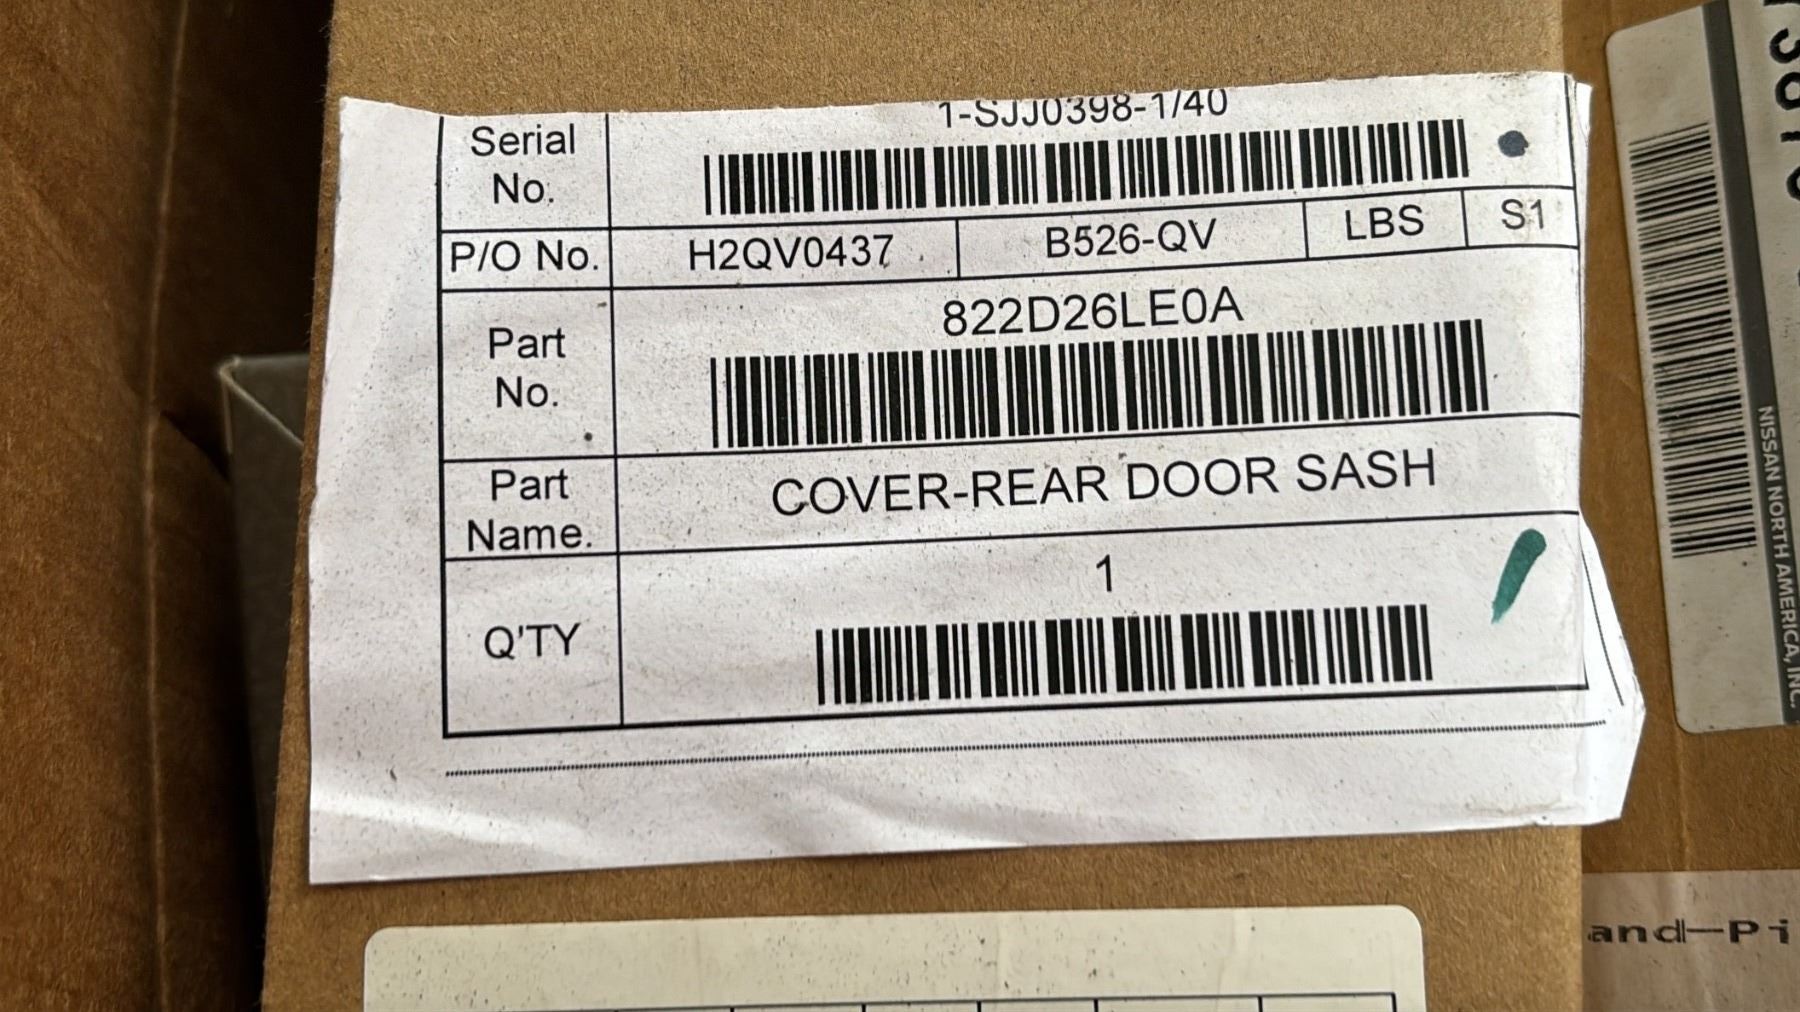 Serial No.
1-SJJ0398-1/40
P/O No. H2QV0437 B526-QV LBS S1
Part No.
822D26LE0A
Part Name.
COVER-REAR DOOR SASH
Q'TY
1
NISSAN NORTH AMERICA, INC.
and-Pi